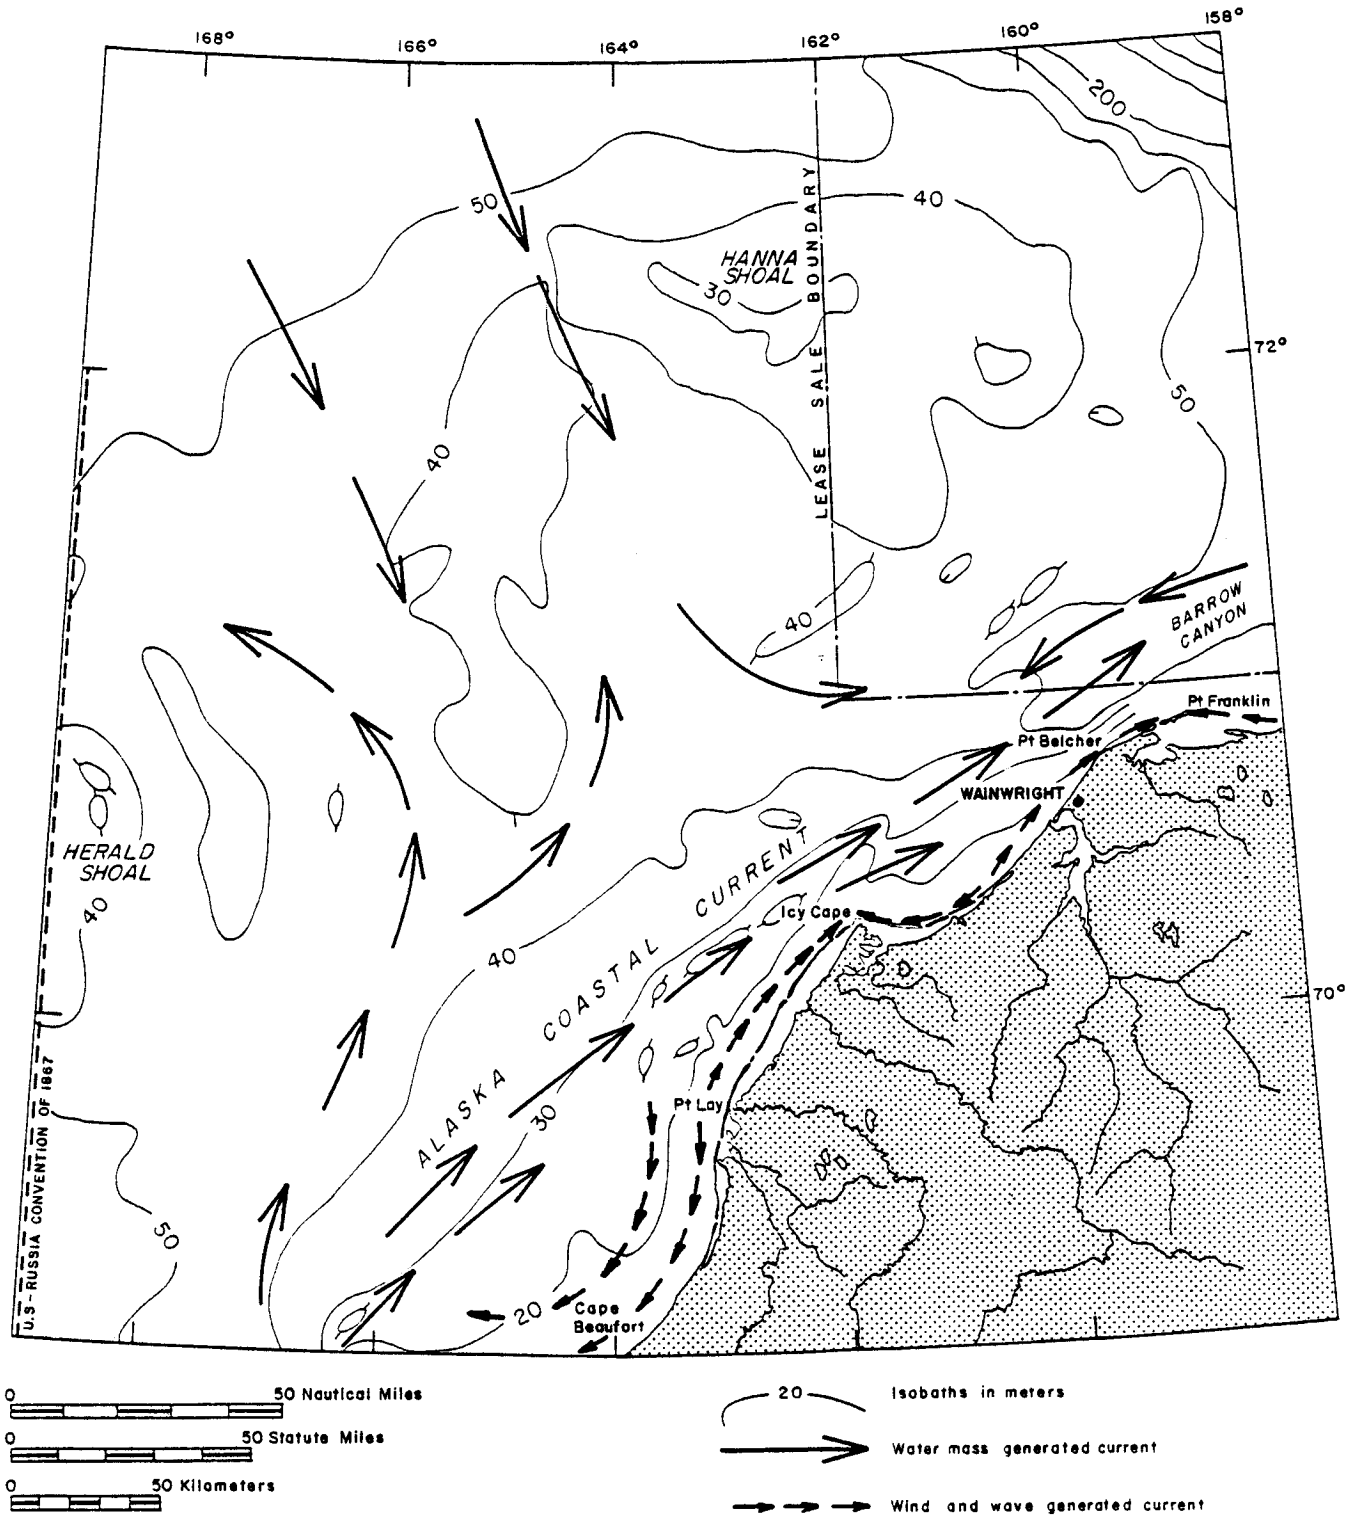 168°
166°
164°
162°
160°
158°
200
50
40
HANNA
SHOAL
30
LEASE SALE BOUNDARY
72°
50
40
40
BARROW
CANYON
Pt Franklin
Pt Belcher
WAINWRIGHT
HERALD
SHOAL
40
ALASKA COASTAL CURRENT
Icy Cape
40
70°
U.S-RUSSIA CONVENTION OF 1867
Pt Lay
30
50
20
Cape
Beaufort
0 50 Nautical Miles
0 50 Statute Miles
0 50 Kilameters
20 Isobaths in meters
Water mass generated current
Wind and wave generated current